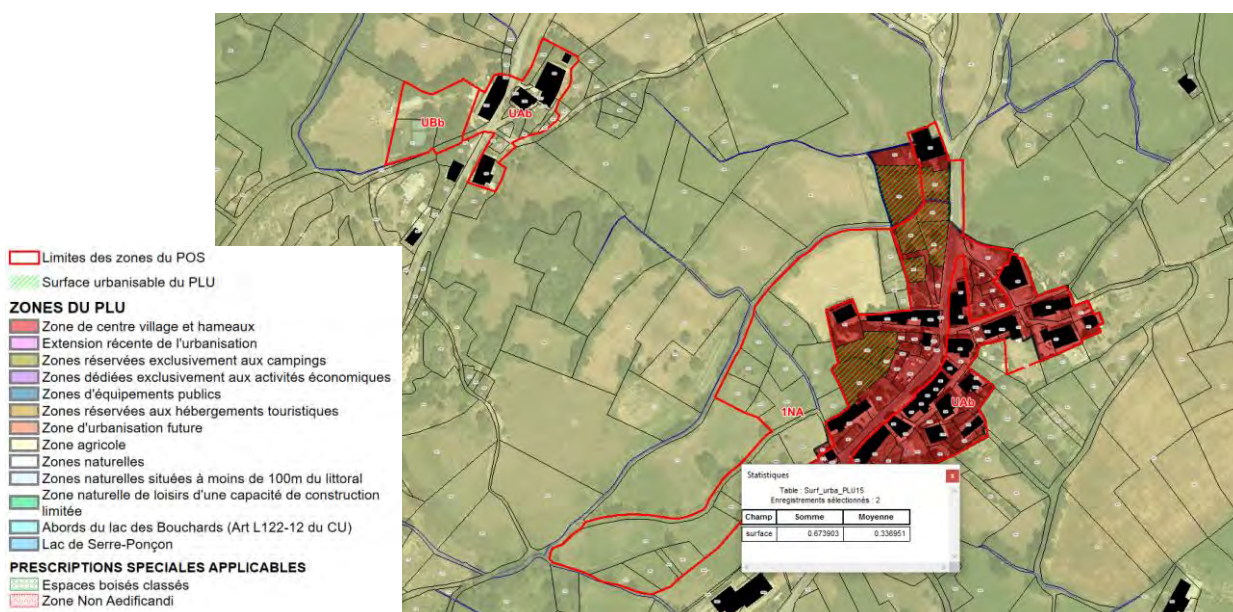 UBb
UAb
1NA
UAb
Limites des zones du POS
Surface urbanisable du PLU
ZONES DU PLU
Zone de centre village et hameaux
Extension récente de l'urbanisation
Zones réservées exclusivement aux campings
Zones dédiées exclusivement aux activités économiques
Zones d'équipements publics
Zones réservées aux hébergements touristiques
Zone d'urbanisation future
Zone agricole
Zones naturelles
Zones naturelles situées à moins de 100m du littoral
Zone naturelle de loisirs d'une capacité de construction
limitée
Abords du lac des Bouchards (Art L122-12 du CU)
Lac de Serre-Ponçon
PRESCRIPTIONS SPECIALES APPLICABLES
Espaces boisés classés
Zone Non Aedificandi
Statistiques
Table : Surf_urba_PLU15
Enregistrements sélectionnés : 2
Champ Somme Moyenne
surface 0.673903 0.336951